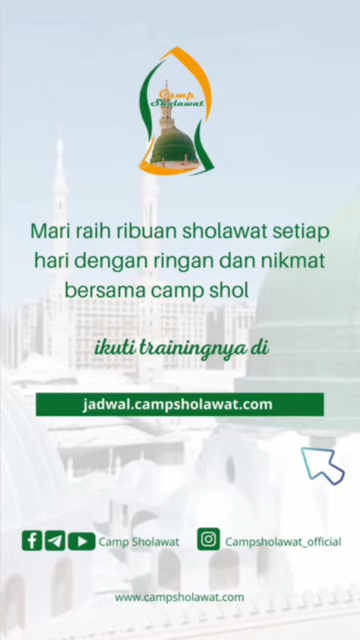 Camp
Sholawat
Mari raih ribuan sholawat setiap
hari dengan ringan dan nikmat
bersama camp shol
ikuti trainingnya di
jadwal.campsholawat.com
Camp Sholawat
Campsholawat_official
www.campsholawat.com